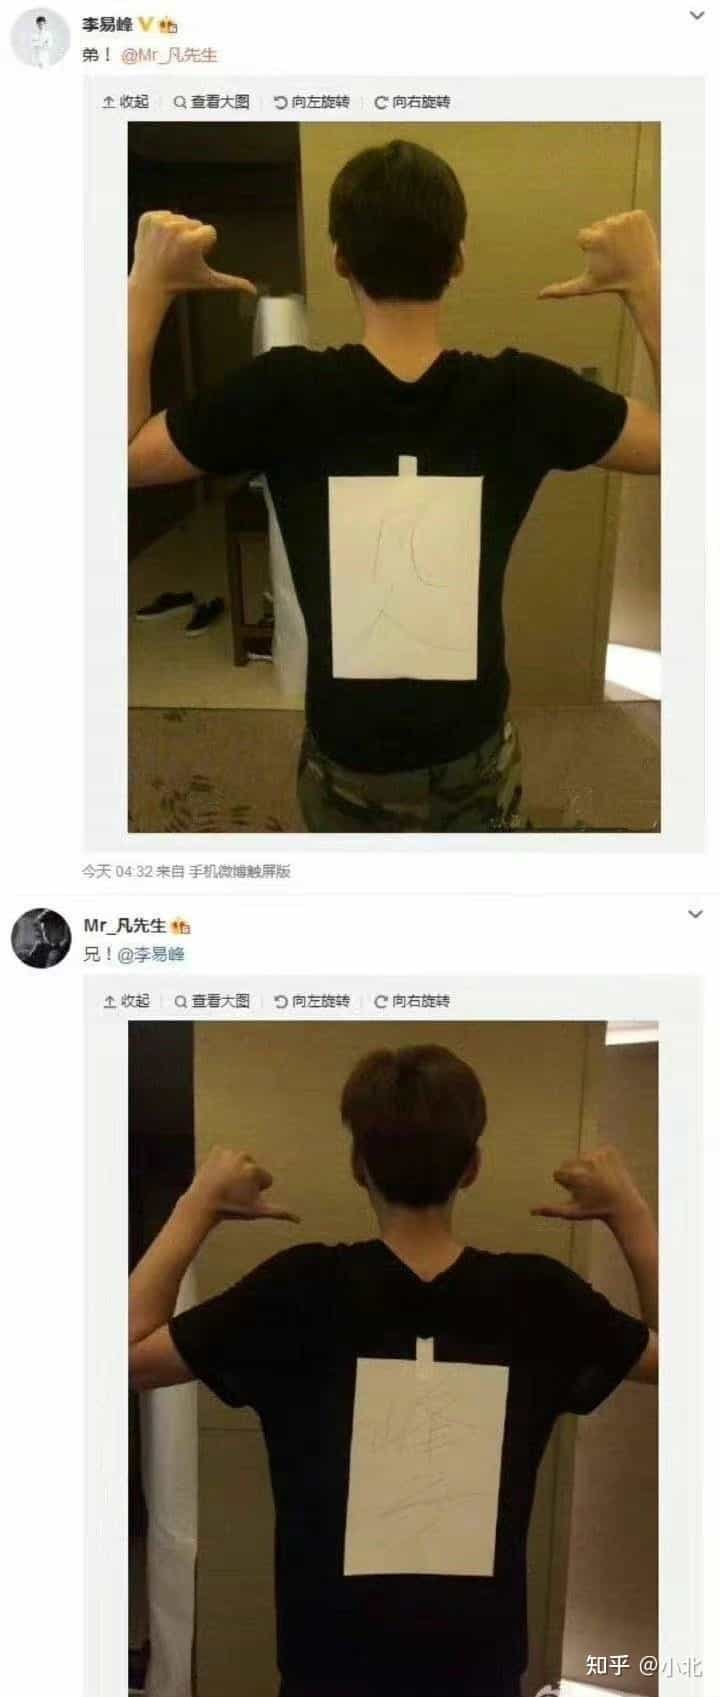 李易峰
弟！ @Mr_凡先生
收起 查看大图 向左旋转 向右旋转
今天 04:32 来自 手机微博触屏版
Mr_凡先生
兄！@李易峰
收起 查看大图 向左旋转 向右旋转
峰
知乎 @小北